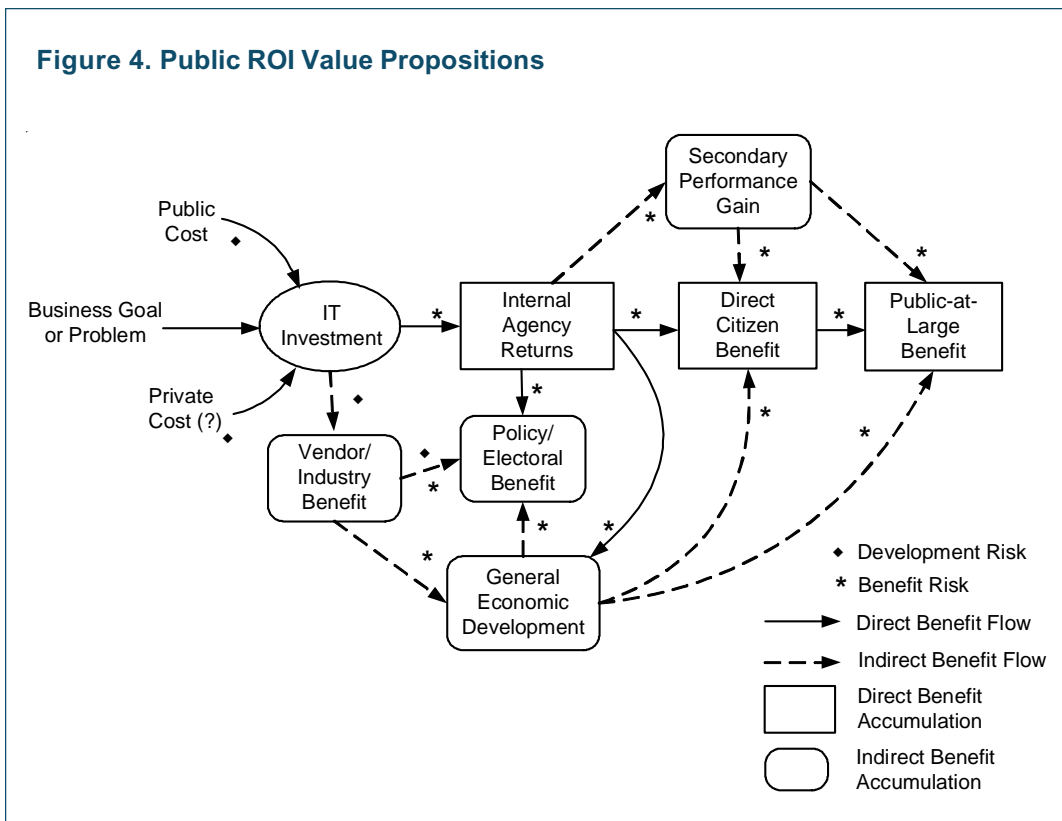 Figure 4. Public ROI Value Propositions
Secondary
Performance
Gain
*
*
*
Public
Cost
◆
Business Goal
or Problem
IT
Investment
*
Internal
Agency
Returns
*
Direct
Citizen
Benefit
*
Public-at-
Large
Benefit
Private
Cost (?)
◆
◆
*
Vendor/
Industry
Benefit
◆
*
Policy/
Electoral
Benefit
*
*
*
*
*
General
Economic
Development
◆ Development Risk
* Benefit Risk
Direct Benefit Flow
Indirect Benefit Flow
Direct Benefit
Accumulation
Indirect Benefit
Accumulation